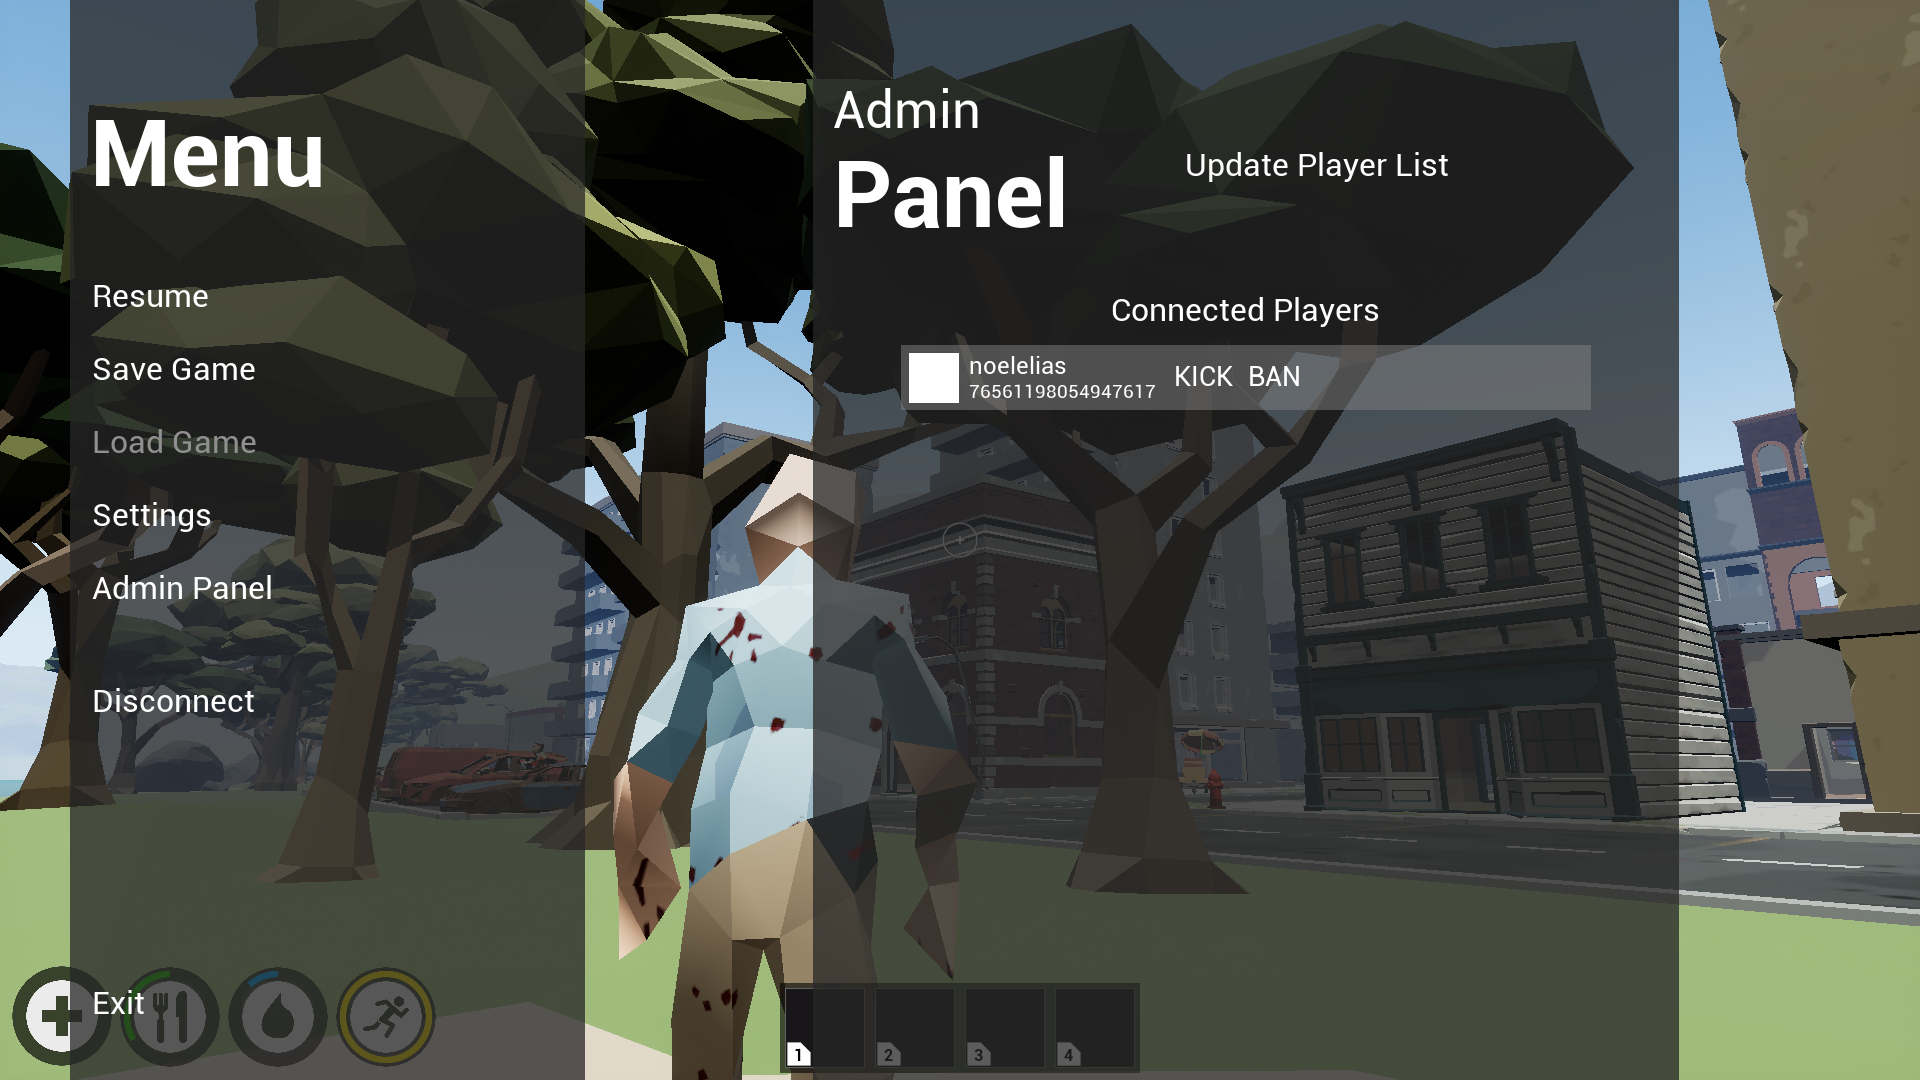 Menu
Resume
Save Game
Load Game
Settings
Admin Panel
Disconnect
Exit
Admin
Panel
Update Player List
Connected Players
noelelias
76561198054947617
KICK BAN
1
2
3
4